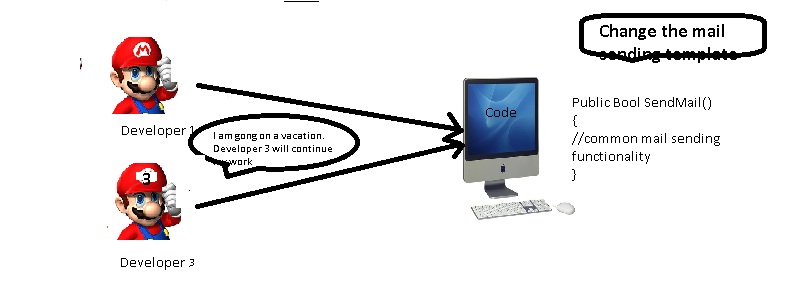 Change the mail
sending template
M
Developer 1
I am gong on a vacation.
Developer 3 will continue
work
Code
Public Bool SendMail()
{
//common mail sending
functionality
}
3
Developer 3